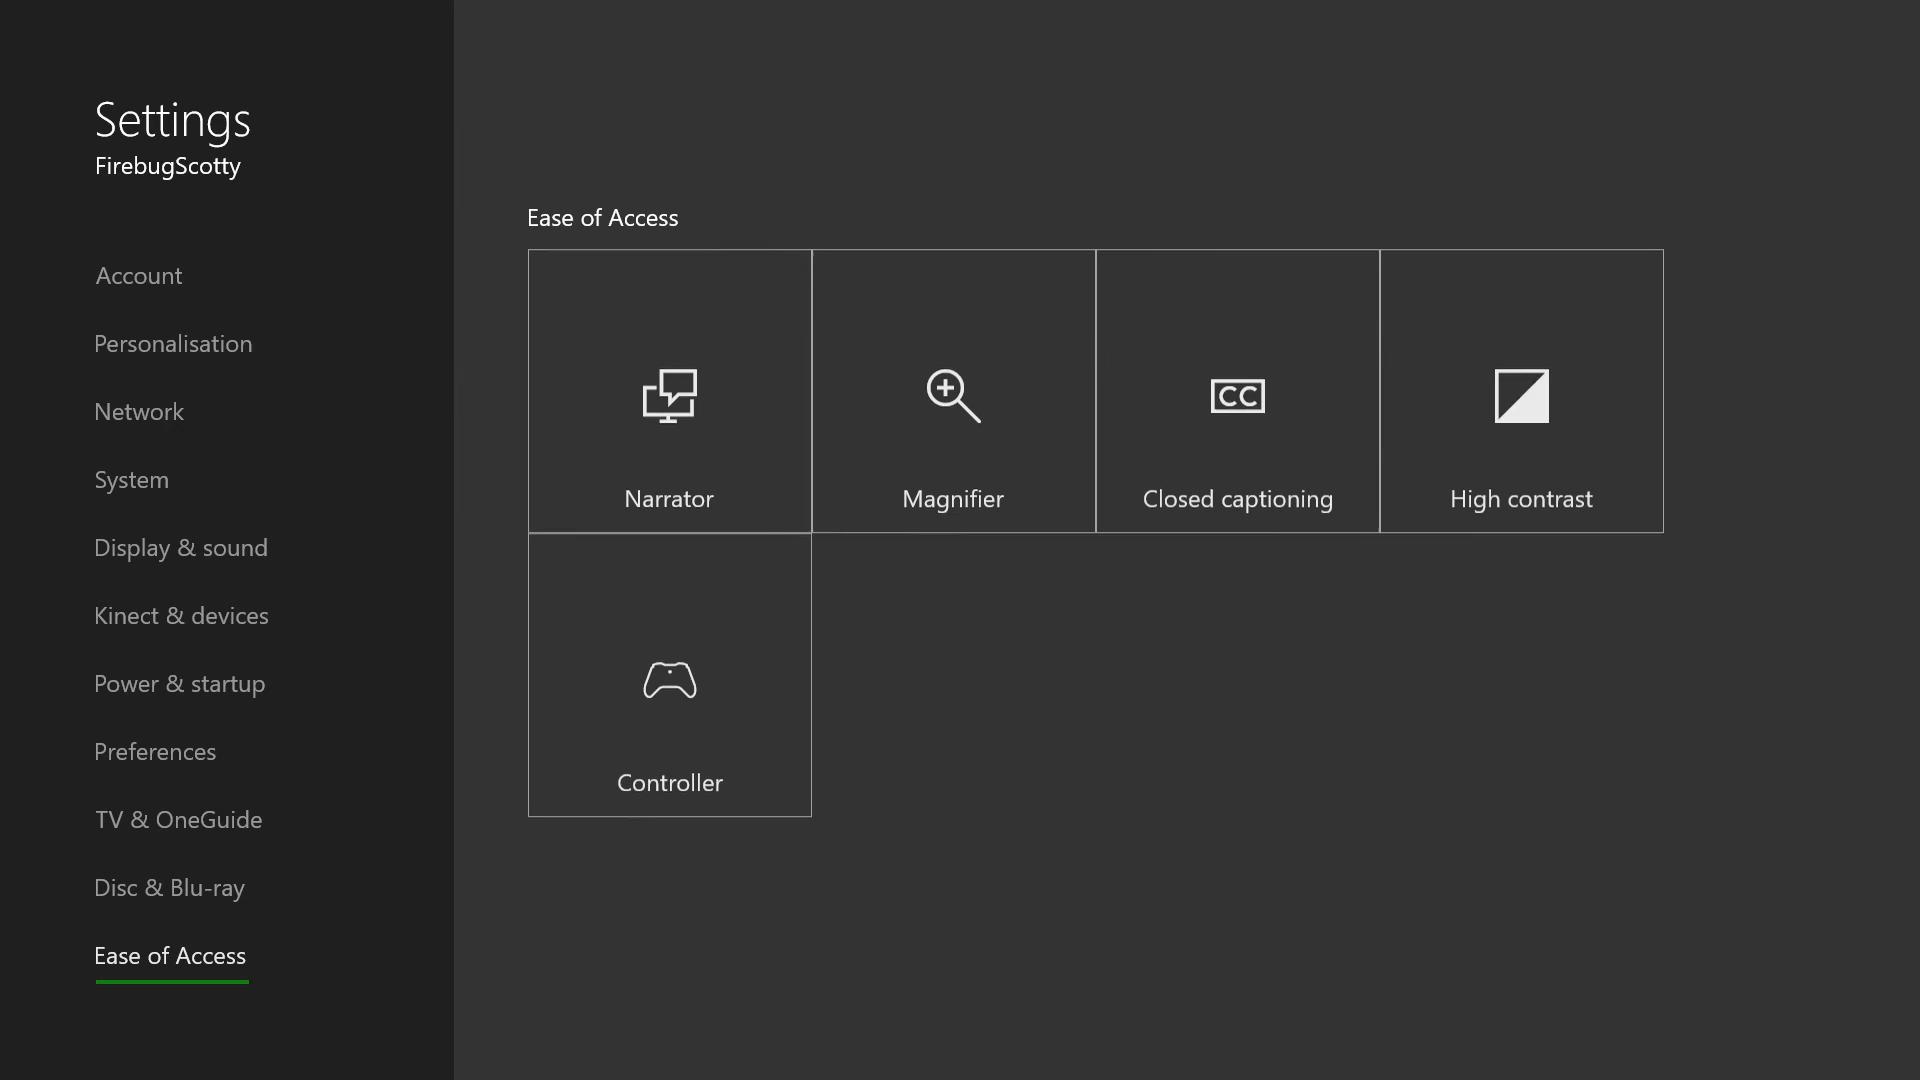 Settings
FirebugScotty
Account
Personalisation
Network
System
Display & sound
Kinect & devices
Power & startup
Preferences
TV & OneGuide
Disc & Blu-ray
Ease of Access
Ease of Access
Narrator
Magnifier
CC
Closed captioning
High contrast
Controller